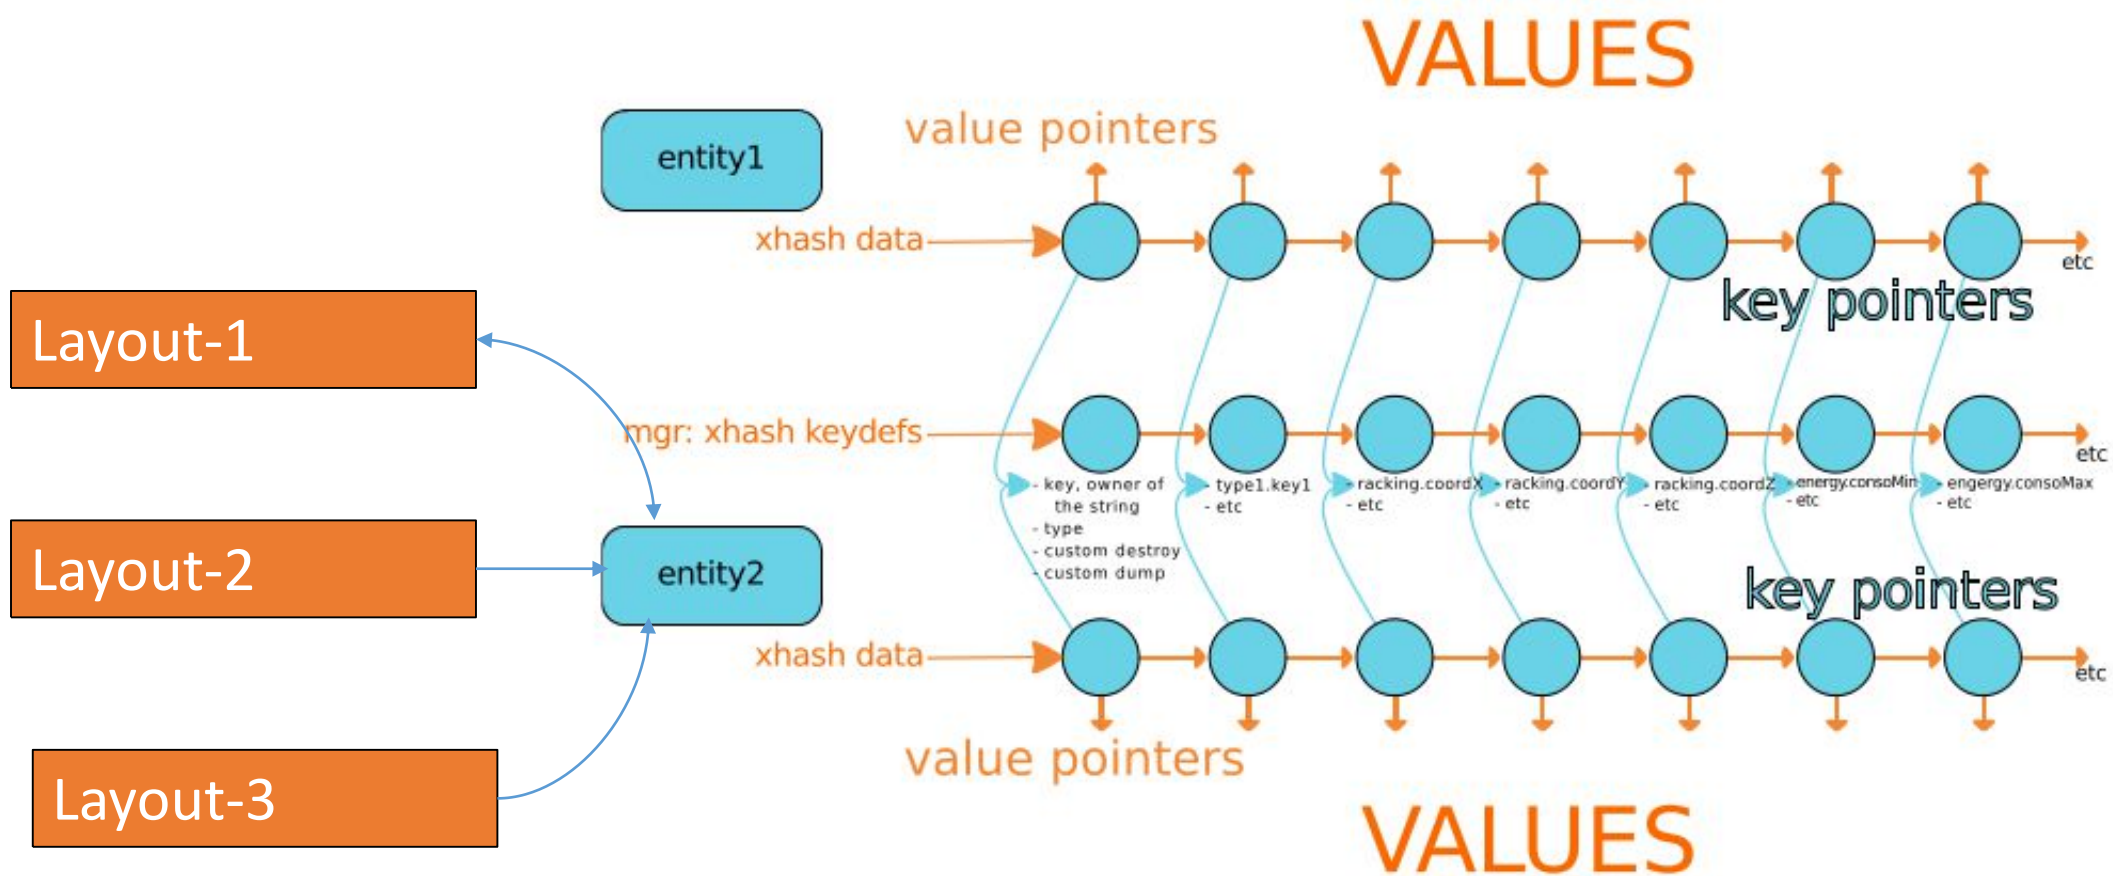 VALUES
value pointers
entity1
xhash data
etc
key pointers
Layout-1
mgr: xhash keydefs
etc
- key, owner of
the string
- type
- custom destroy
- custom dump
- type1.key1
- etc
- racking.coordX
- etc
- racking.coordY
- etc
- racking.coordZ
- etc
- energy.consoMin
- etc
- engergy.consoMax
- etc
Layout-2
entity2
key pointers
xhash data
etc
value pointers
Layout-3
VALUES